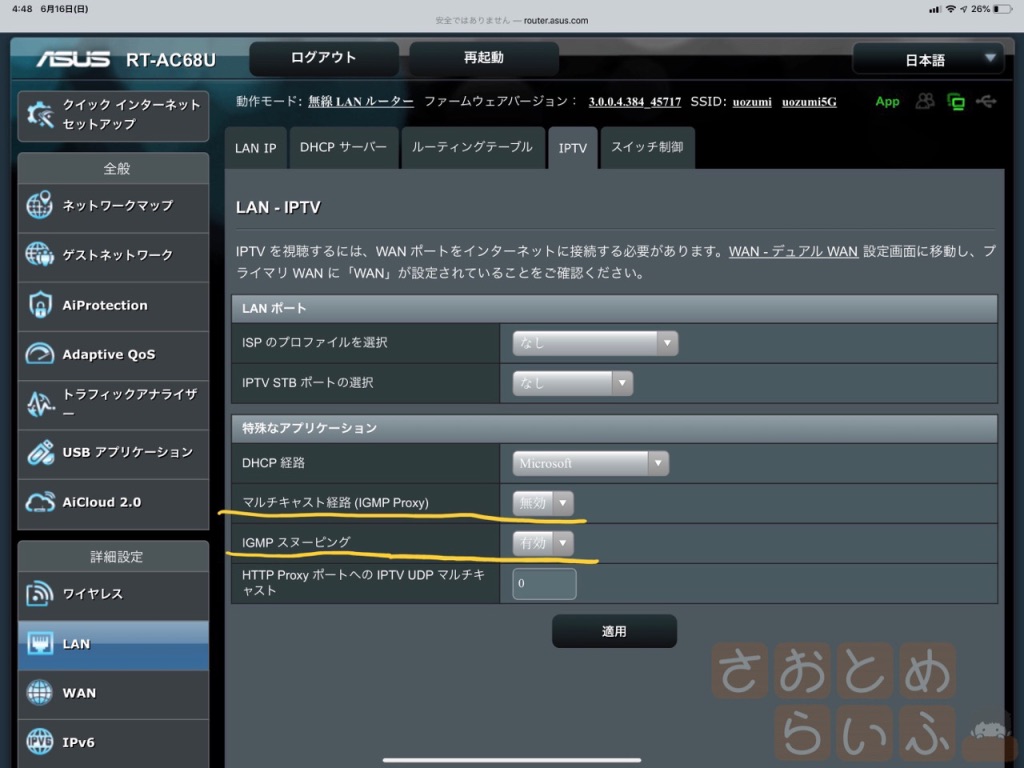 4:48 6月16日(日)
26%
安全ではありません — router.asus.com
ASUS RT-AC68U
ログアウト
再起動
日本語
クイック インターネット
セットアップ
動作モード: 無線 LAN ルーター ファームウェアバージョン: 3.0.0.4.384_45717 SSID: uozumi uozumi5G
App
全般
ネットワークマップ
ゲストネットワーク
AiProtection
Adaptive QoS
トラフィックアナライザ
ー
USB アプリケーション
AiCloud 2.0
詳細設定
ワイヤレス
LAN
WAN
IPv6
LAN IP
DHCP サーバー
ルーティングテーブル
IPTV
スイッチ制御
LAN - IPTV
IPTV を視聴するには、WAN ポートをインターネットに接続する必要があります。WAN - デュアル WAN 設定画面に移動し、プ
ライマリ WAN に「WAN」が設定されていることをご確認ください。
LAN ポート
ISP のプロファイルを選択 なし
IPTV STB ポートの選択 なし
特殊なアプリケーション
DHCP 経路 Microsoft
マルチキャスト経路 (IGMP Proxy) 無効
IGMP スヌーピング 有効
HTTP Proxy ポートへの IPTV UDP マルチキ
ャスト
0
適用
さおとめ
らいふ